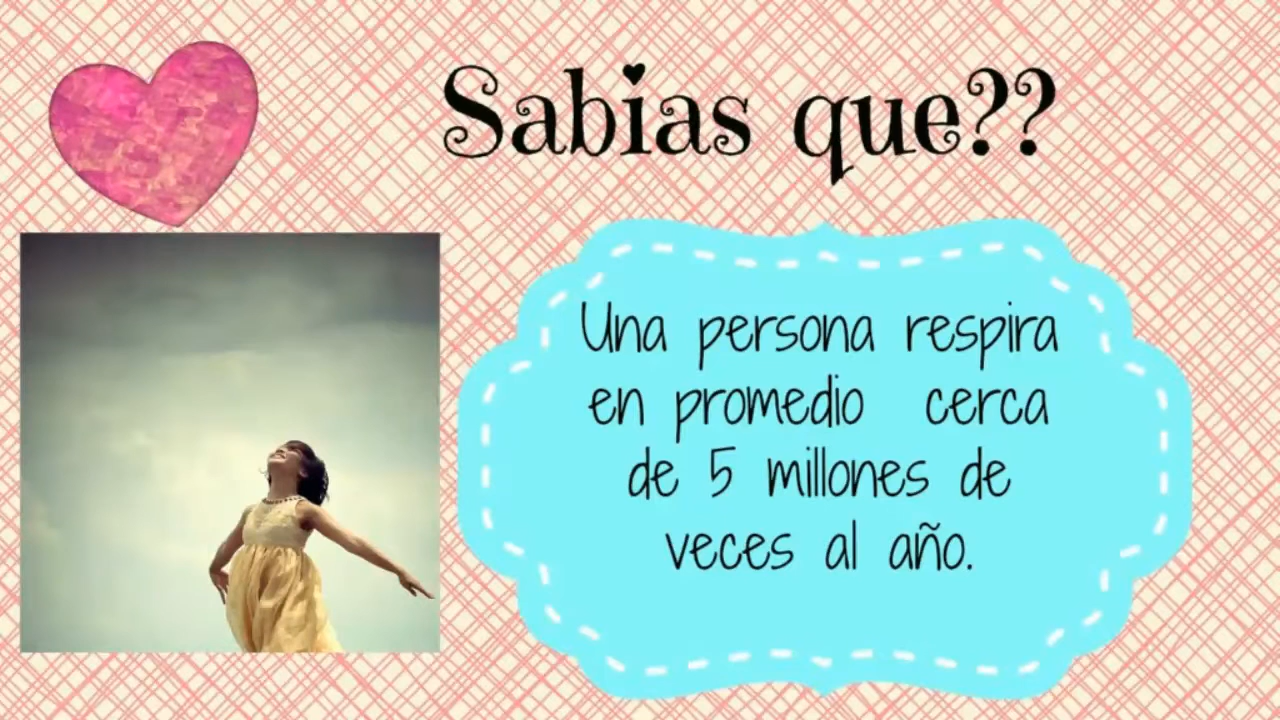 Sabias que??
Una persona respira
en promedio cerca
de 5 millones de
veces al año.